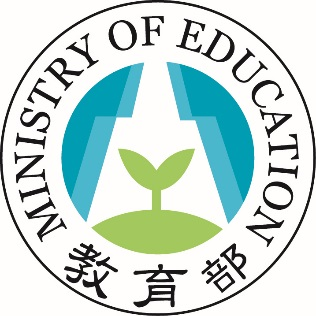 MINISTRY OF EDUCATION
教育部